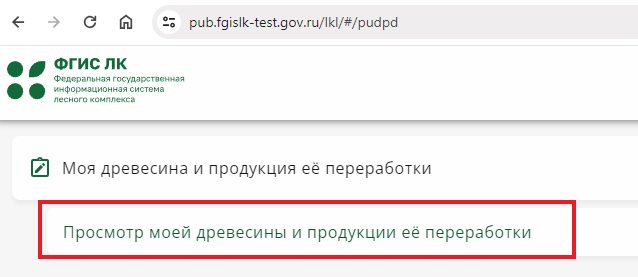 pub.fgislk-test.gov.ru/lkl/#/pudpd
ФГИС ЛК
Федеральная государственная
информационная система
лесного комплекса
Моя древесина и продукция её переработки
Просмотр моей древесины и продукции её переработки